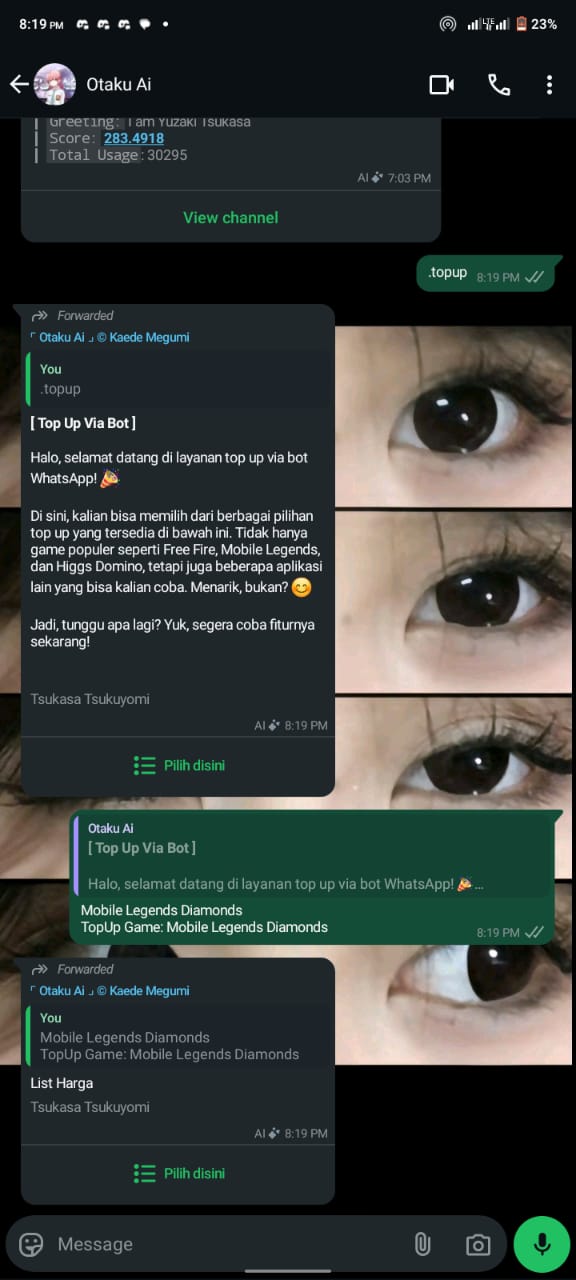 8:19 PM
LTE
23%
Otaku Ai
Greeting: I am Yuzaki Tsukasa
Score: 283.4918
Total Usage: 30295
AI 7:03 PM
View channel
.topup 8:19 PM
Forwarded
「 Otaku Ai 」 © Kaede Megumi
You
.topup
[ Top Up Via Bot ]
Halo, selamat datang di layanan top up via bot
WhatsApp! 🎉
Di sini, kalian bisa memilih dari berbagai pilihan
top up yang tersedia di bawah ini. Tidak hanya
game populer seperti Free Fire, Mobile Legends,
dan Higgs Domino, tetapi juga beberapa aplikasi
lain yang bisa kalian coba. Menarik, bukan? 😊
Jadi, tunggu apa lagi? Yuk, segera coba fiturnya
sekarang!
Tsukasa Tsukuyomi
AI 8:19 PM
Pilih disini
Otaku Ai
[ Top Up Via Bot ]
Halo, selamat datang di layanan top up via bot WhatsApp! 🎉...
Mobile Legends Diamonds
TopUp Game: Mobile Legends Diamonds
8:19 PM
Forwarded
「 Otaku Ai 」 © Kaede Megumi
You
Mobile Legends Diamonds
TopUp Game: Mobile Legends Diamonds
List Harga
Tsukasa Tsukuyomi
AI 8:19 PM
Pilih disini
Message